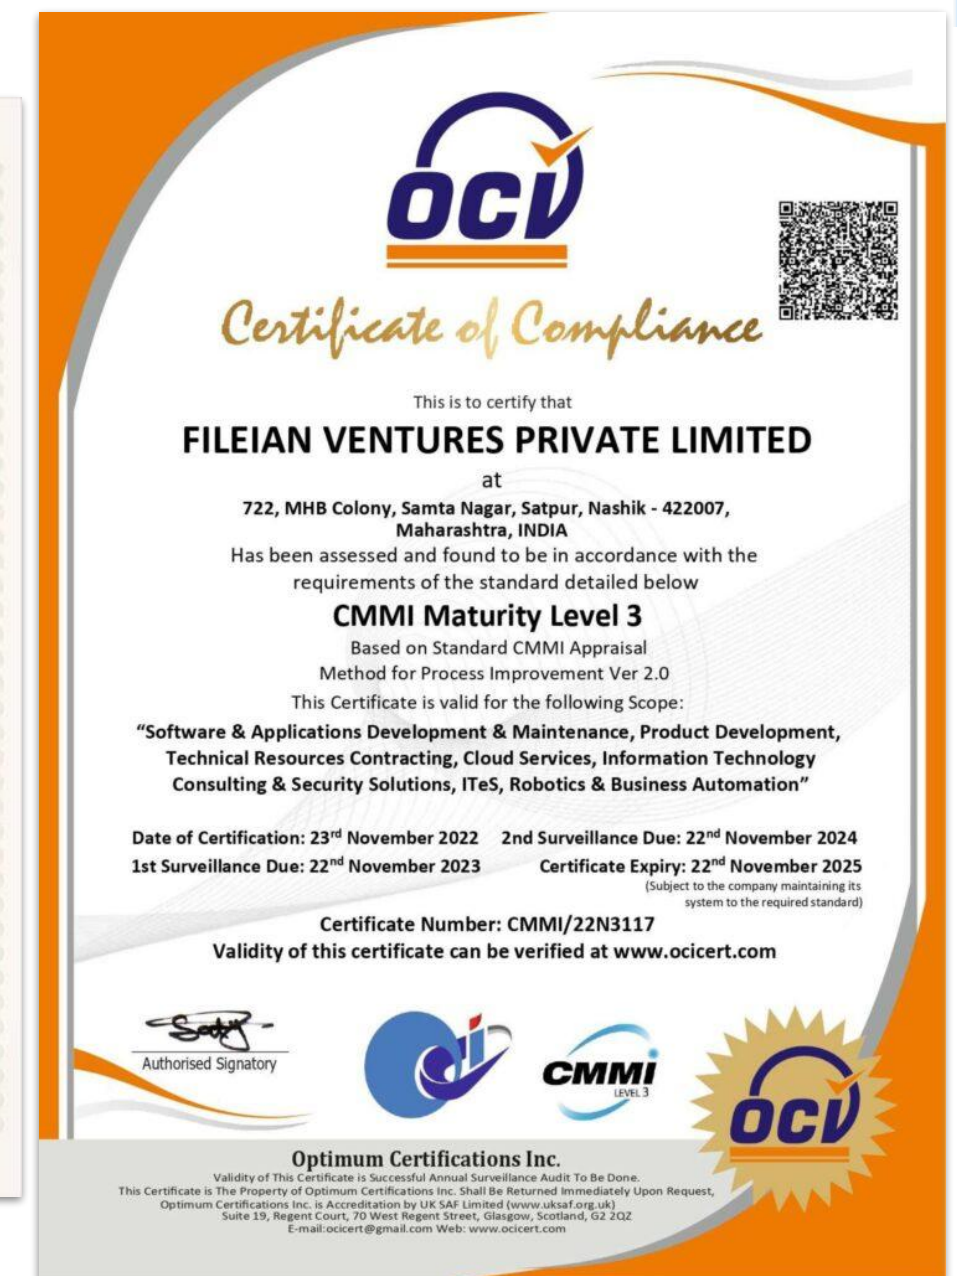 OCV
Certificate of Compliance
This is to certify that
FILEIAN VENTURES PRIVATE LIMITED
at
722, MHB Colony, Samta Nagar, Satpur, Nashik - 422007,
Maharashtra, INDIA
Has been assessed and found to be in accordance with the
requirements of the standard detailed below
CMMI Maturity Level 3
Based on Standard CMMI Appraisal
Method for Process Improvement Ver 2.0
This Certificate is valid for the following Scope:
“Software & Applications Development & Maintenance, Product Development,
Technical Resources Contracting, Cloud Services, Information Technology
Consulting & Security Solutions, ITeS, Robotics & Business Automation”
Date of Certification: 23rd November 2022 2nd Surveillance Due: 22nd November 2024
1st Surveillance Due: 22nd November 2023 Certificate Expiry: 22nd November 2025
(Subject to the company maintaining its
system to the required standard)
Certificate Number: CMMI/22N3117
Validity of this certificate can be verified at www.ocicert.com
Authorised Signatory
CMMI
LEVEL 3
OCV
Optimum Certifications Inc.
Validity of This Certificate is Successful Annual Surveillance Audit To Be Done.
This Certificate is The Property of Optimum Certifications Inc. Shall Be Returned Immediately Upon Request,
Optimum Certifications Inc. is Accreditation by UK SAF Limited (www.uksaf.org.uk)
Suite 19, Regent Court, 70 West Regent Street, Glasgow, Scotland, G2 2QZ
E-mail:ocicert@gmail.com Web: www.ocicert.com